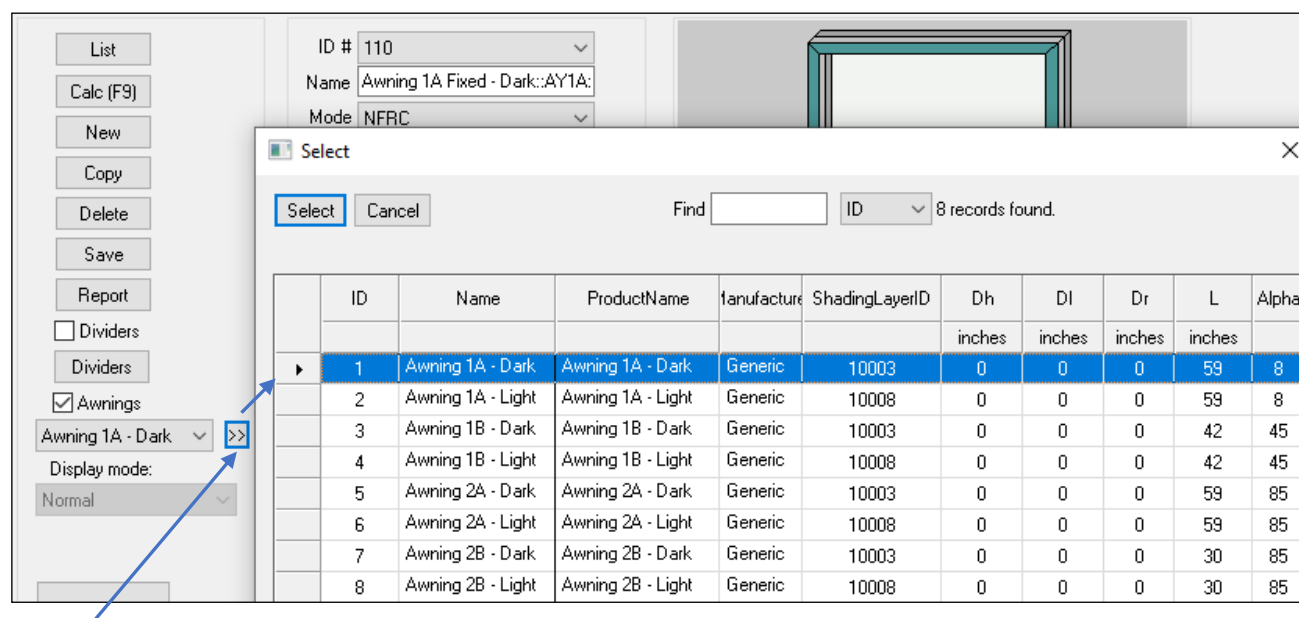 List
Calc (F9)
New
Copy
Delete
Save
Report
Dividers
Dividers
Awnings
Awning 1A - Dark >>
Display mode:
Normal
ID # 110
Name Awning 1A Fixed - Dark::AY1A:
Mode NFRC
Select
Select Cancel Find ID 8 records found.
ID Name ProductName Manufacture ShadingLayerID Dh Dl Dr L Alpha
inches inches inches inches
1 Awning 1A - Dark Awning 1A - Dark Generic 10003 0 0 0 59 8
2 Awning 1A - Light Awning 1A - Light Generic 10008 0 0 0 59 8
3 Awning 1B - Dark Awning 1B - Dark Generic 10003 0 0 0 42 45
4 Awning 1B - Light Awning 1B - Light Generic 10008 0 0 0 42 45
5 Awning 2A - Dark Awning 2A - Dark Generic 10003 0 0 0 59 85
6 Awning 2A - Light Awning 2A - Light Generic 10008 0 0 0 59 85
7 Awning 2B - Dark Awning 2B - Dark Generic 10003 0 0 0 30 85
8 Awning 2B - Light Awning 2B - Light Generic 10008 0 0 0 30 85